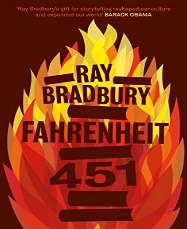 'Ray Bradbury's gift for storytelling reshaped our culture
and expanded our world' BARACK OBAMA
RAY
BRADBURY
FAHRENHEIT
451